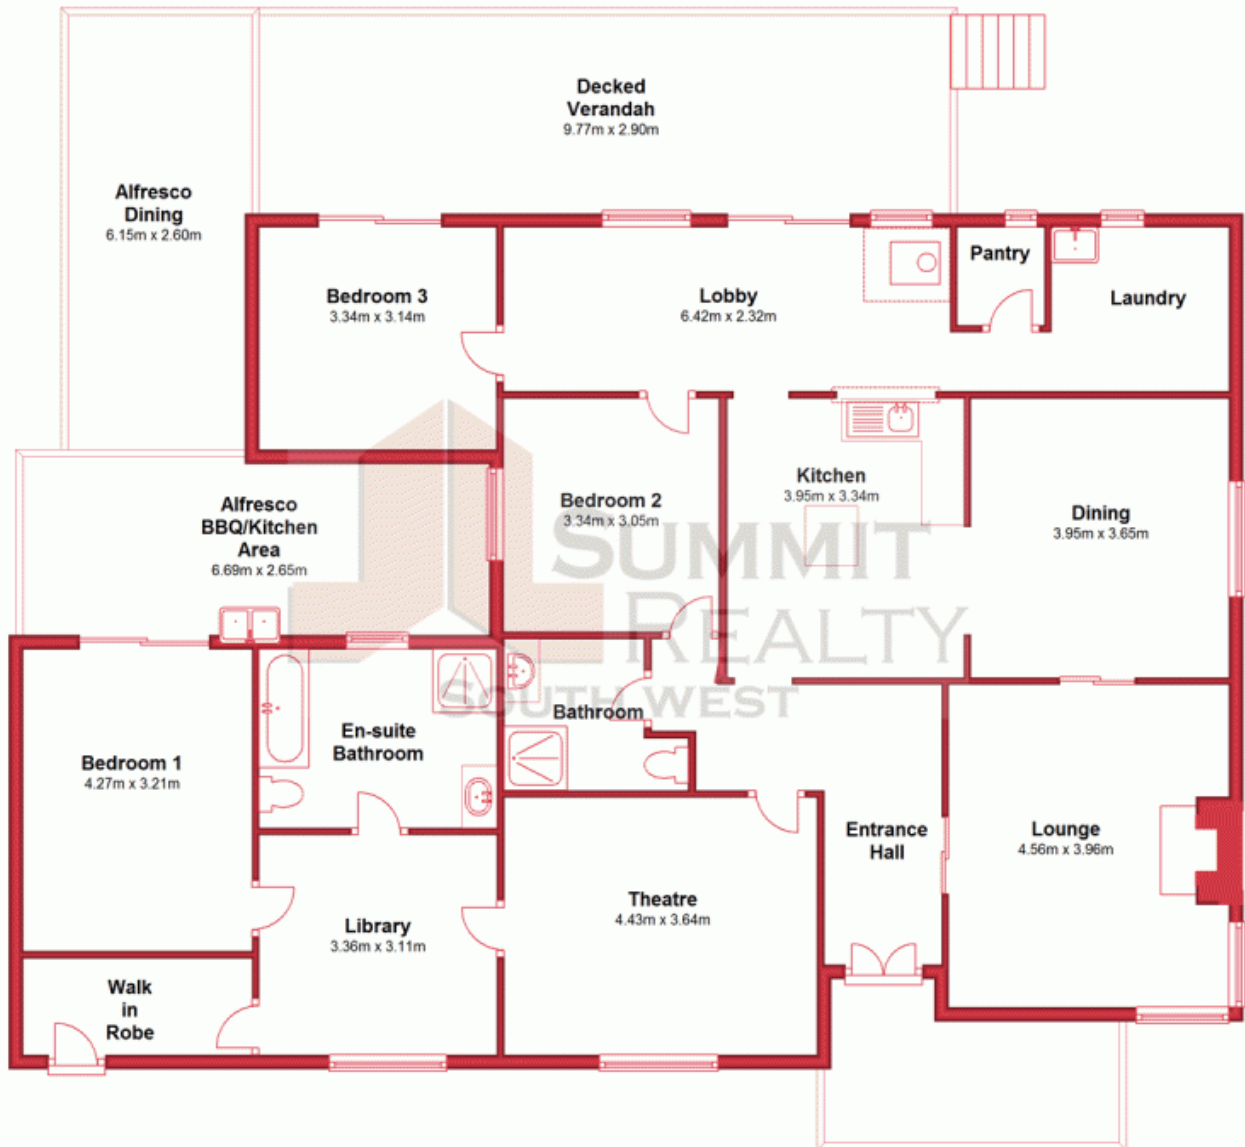 Decked
Verandah
9.77m x 2.90m
Alfresco
Dining
6.15m x 2.60m
Pantry
Laundry
Bedroom 3
3.34m x 3.14m
Lobby
6.42m x 2.32m
Kitchen
3.95m x 3.34m
Bedroom 2
3.34m x 3.05m
Dining
3.95m x 3.65m
Alfresco
BBQ/Kitchen
Area
6.69m x 2.65m
SUMMIT
REALTY
SOUTH WEST
Bathroom
En-suite
Bathroom
Bedroom 1
4.27m x 3.21m
Entrance
Hall
Lounge
4.56m x 3.96m
Theatre
4.43m x 3.64m
Library
3.36m x 3.11m
Walk
in
Robe